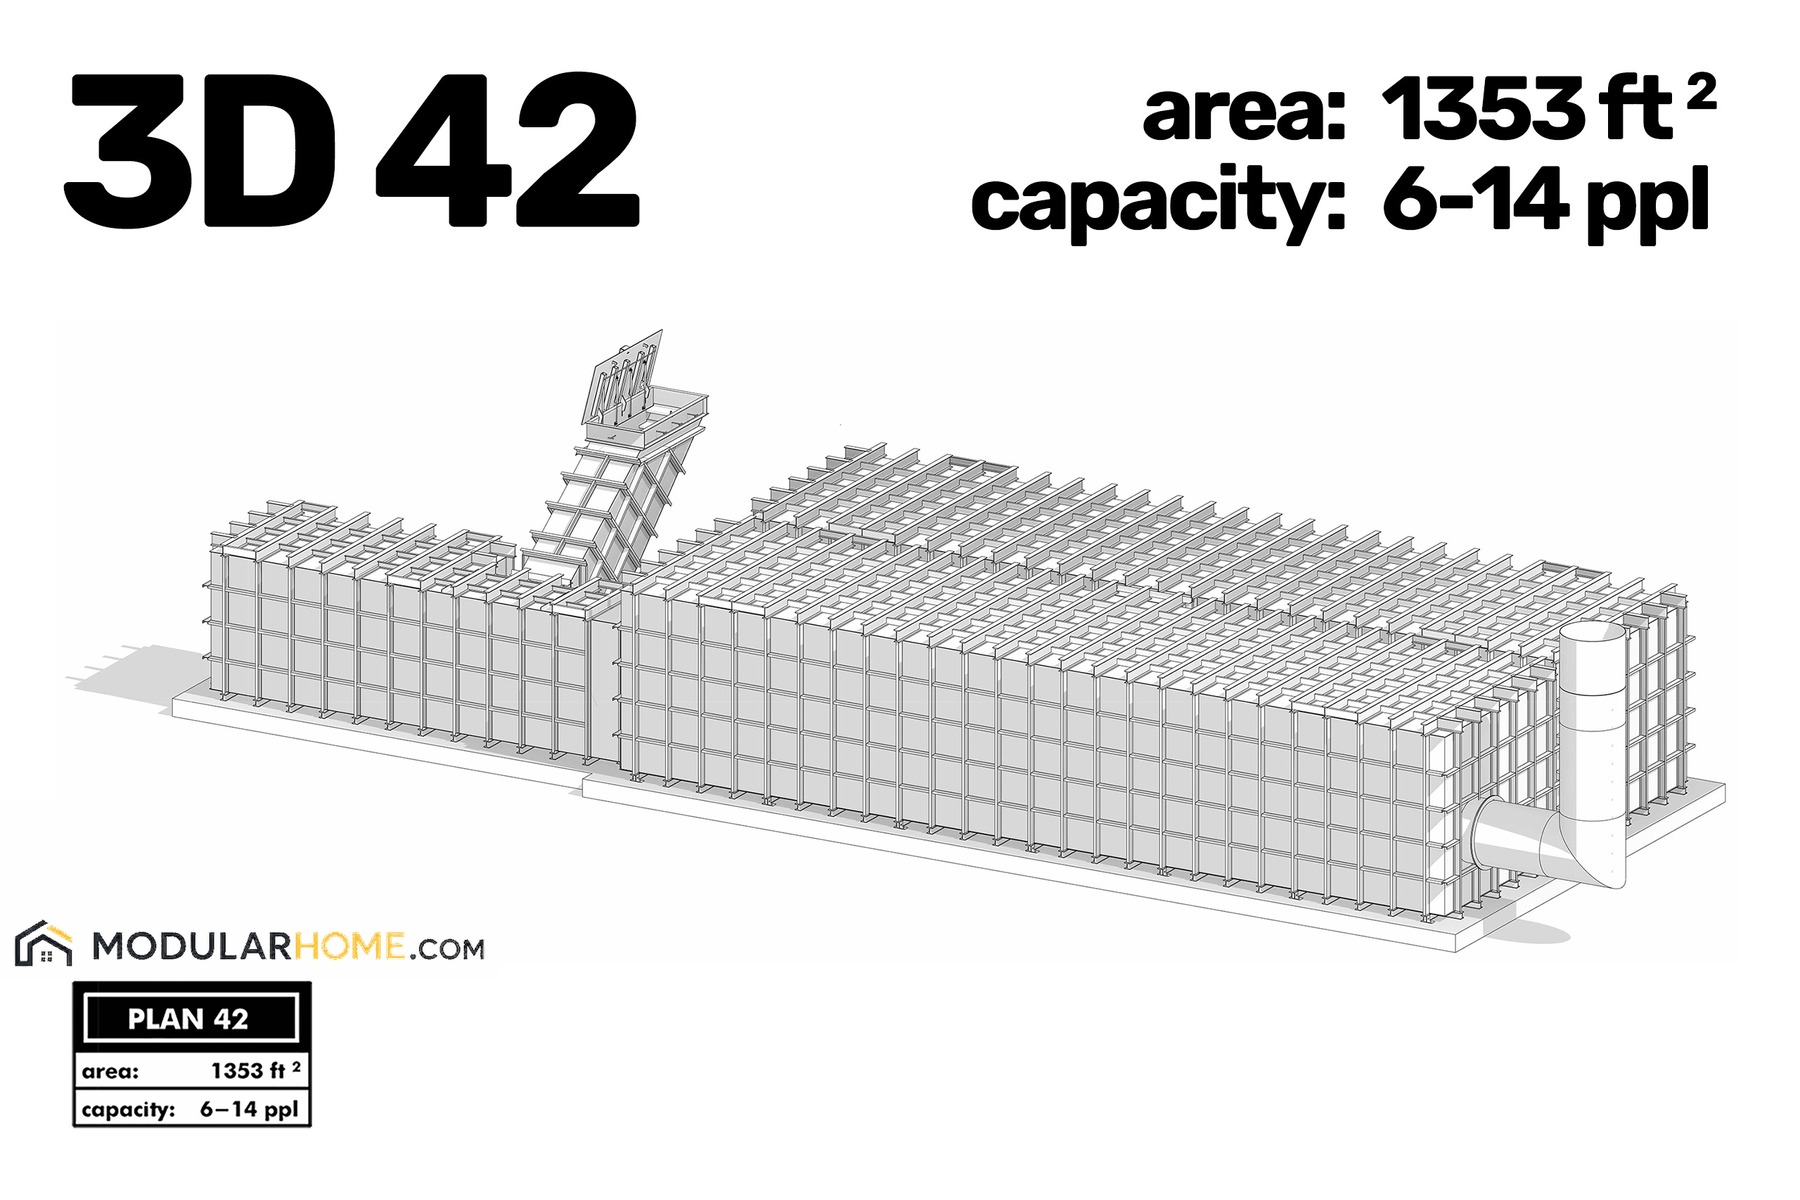 3D 42
area: 1353 ft ²
capacity: 6-14 ppl
MODULARHOME.COM
PLAN 42
area: 1353 ft ²
capacity: 6–14 ppl